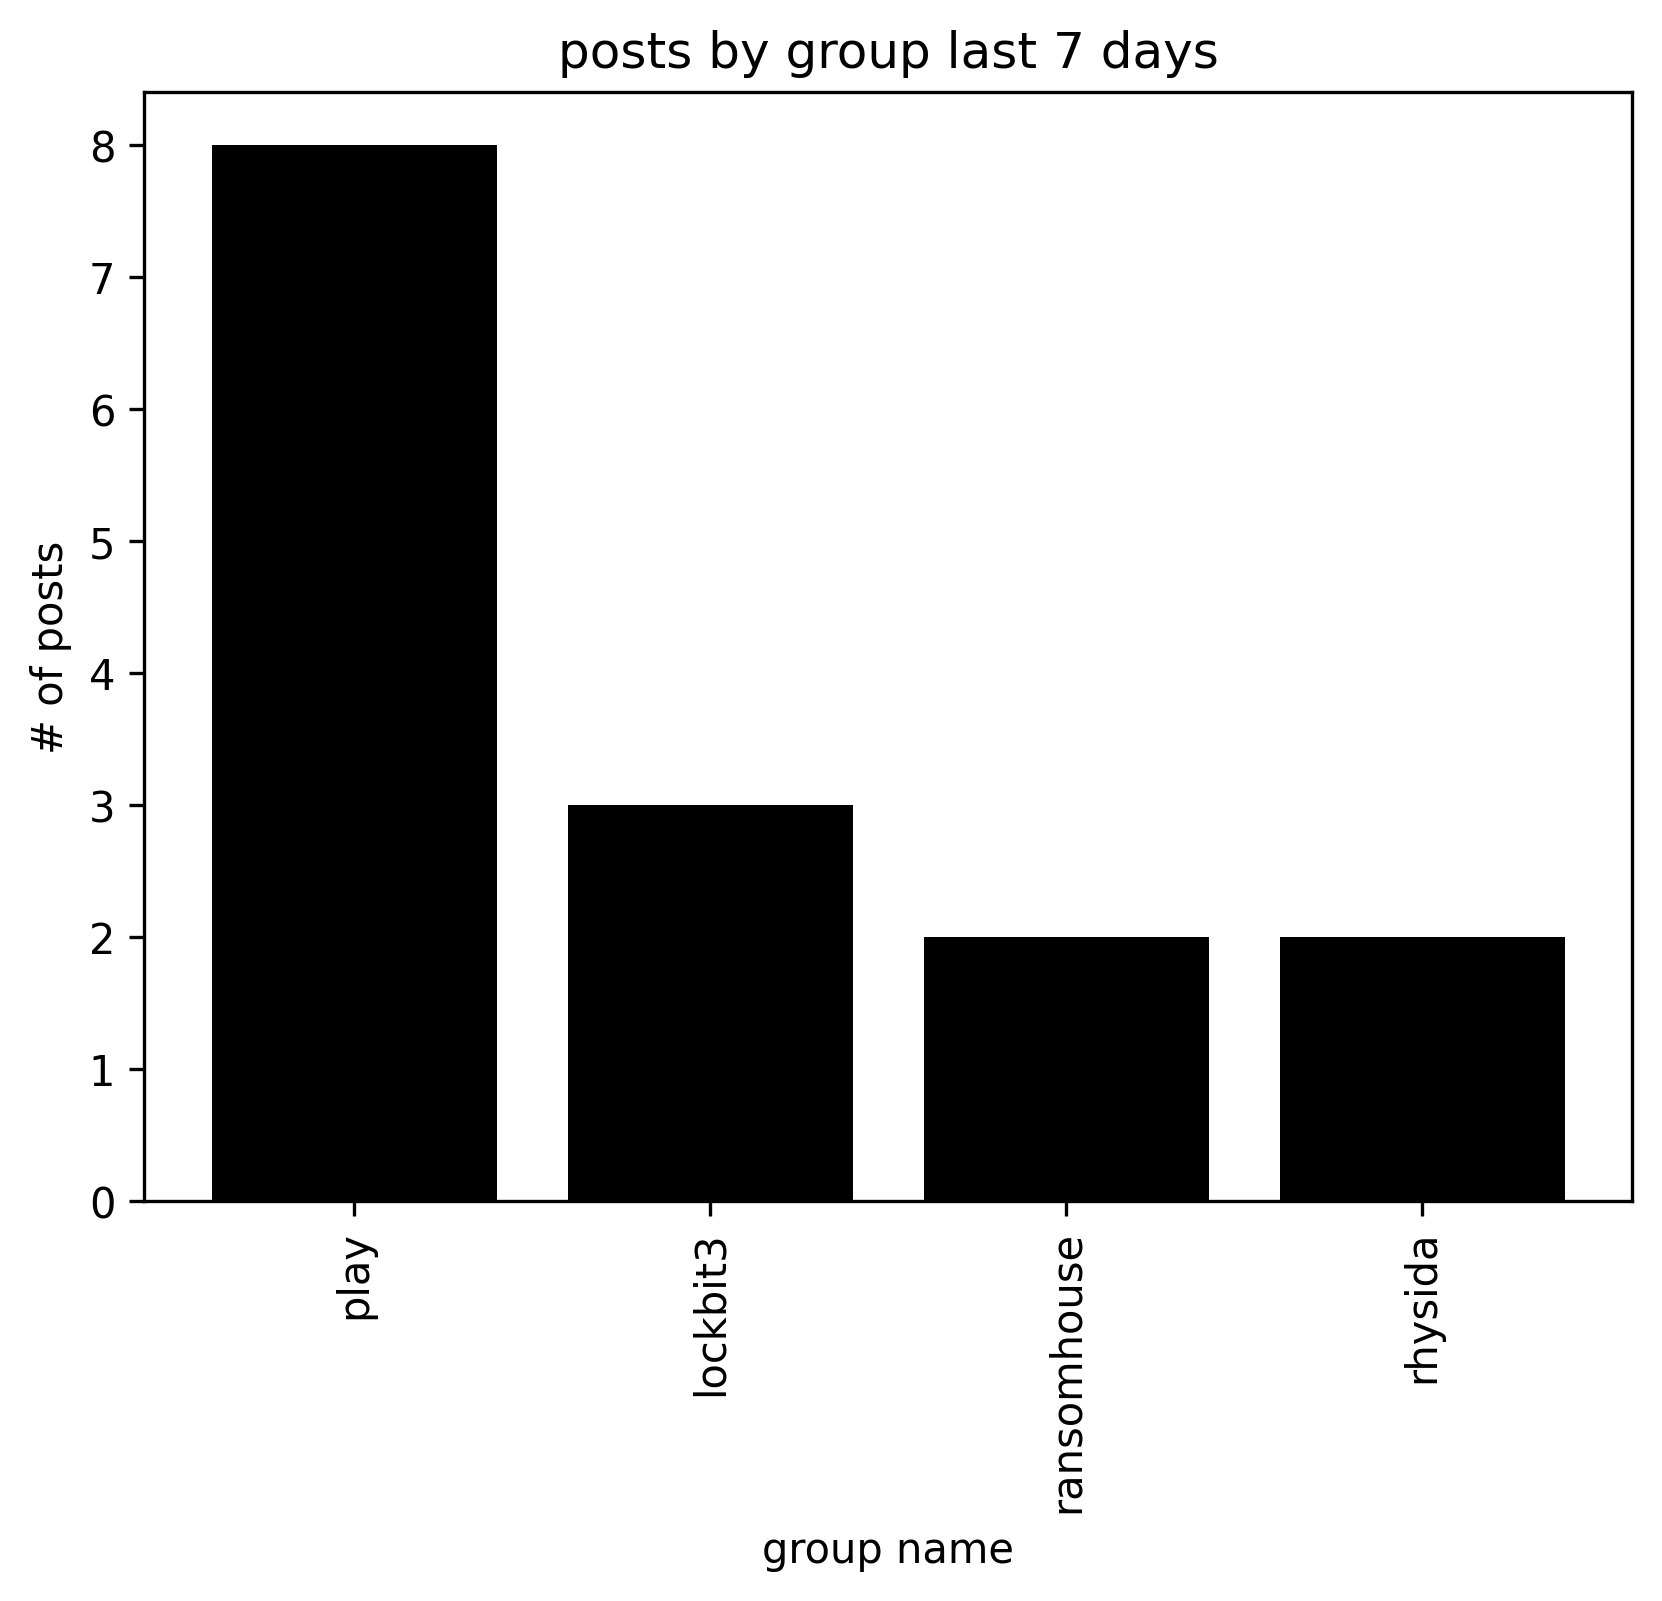 posts by group last 7 days
# of posts
8
7
6
5
4
3
2
1
0
play
lockbit3
ransomhouse
rhysida
group name